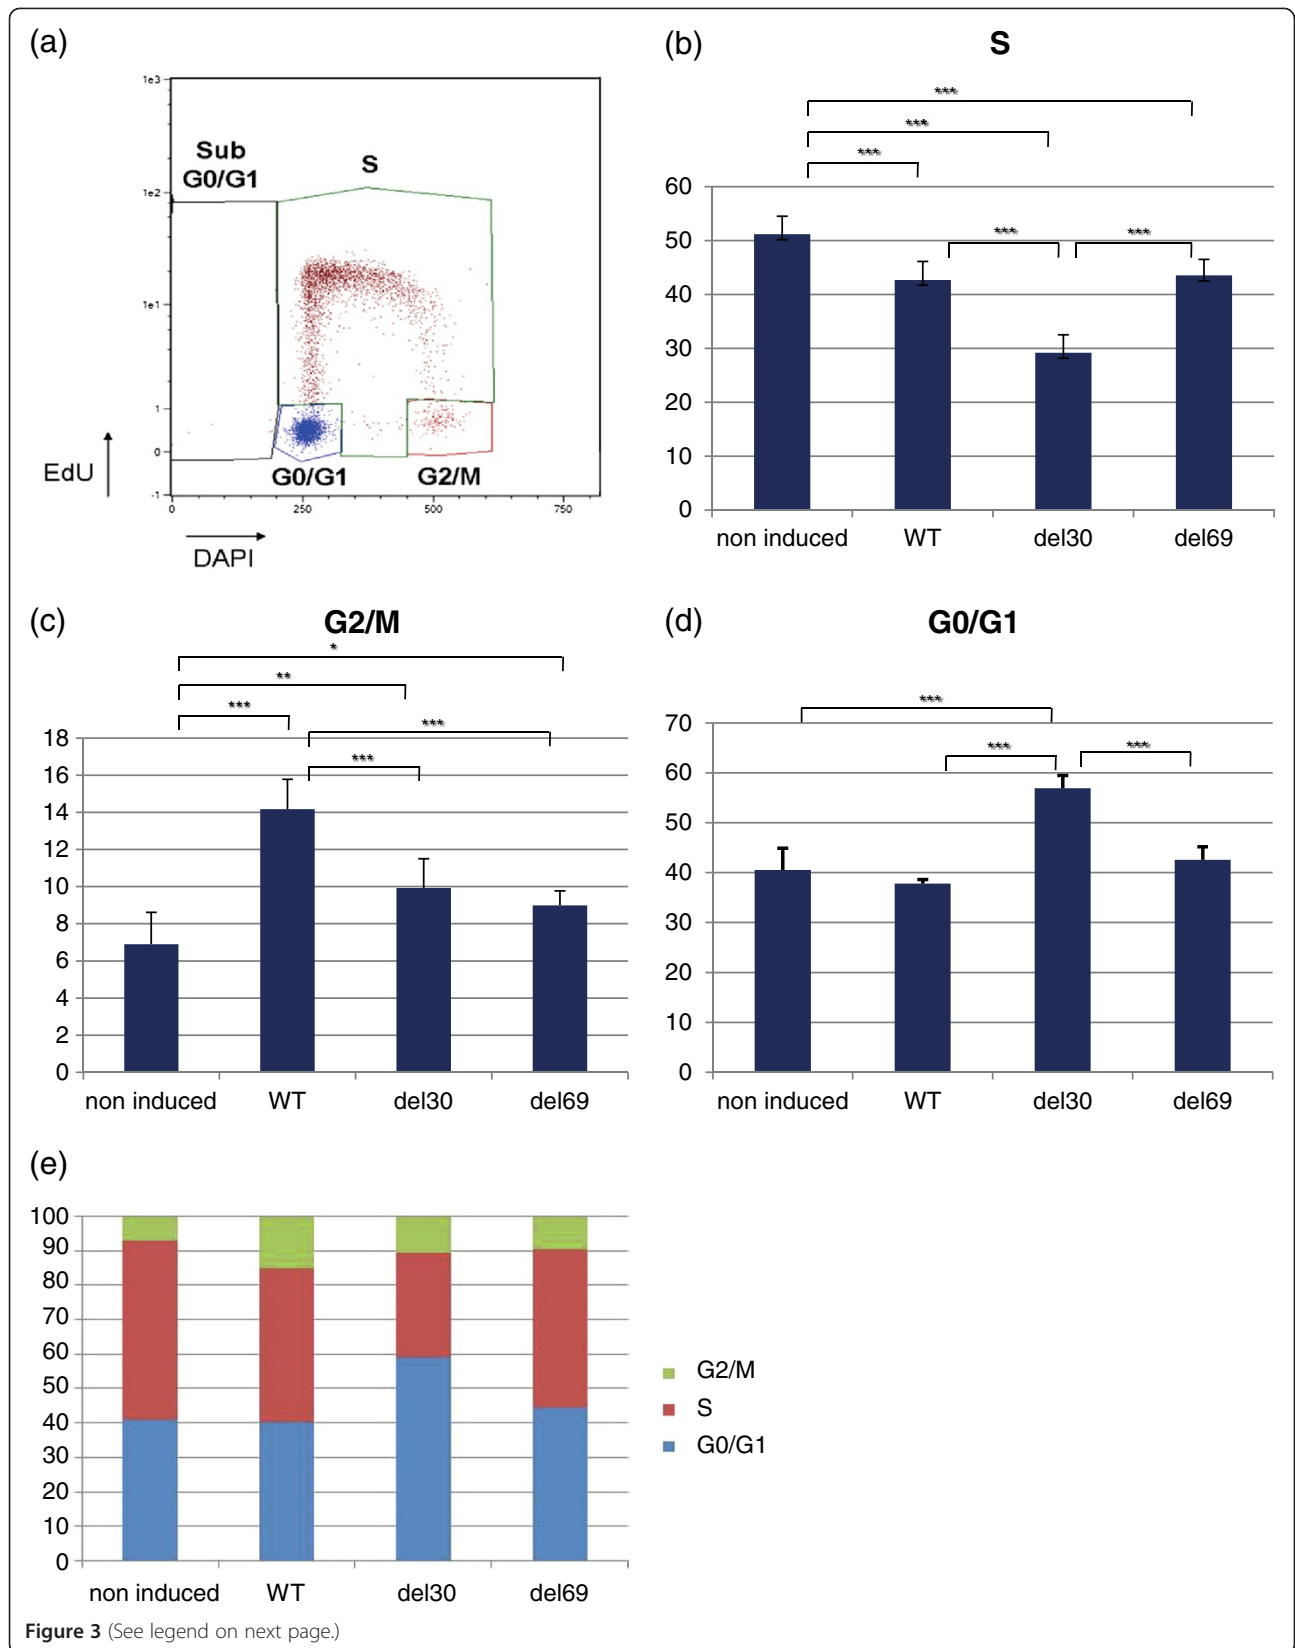 (a)
1e3
Sub
G0/G1
S
1e2
1e1
1
0
-1
EdU
G0/G1
G2/M
0
250
500
750
DAPI
(b)
S
***
***
***
***
***
60
50
40
30
20
10
0
non induced
WT
del30
del69
(c)
G2/M
*
**
***
***
***
18
16
14
12
10
8
6
4
2
0
non induced
WT
del30
del69
(d)
G0/G1
***
***
***
70
60
50
40
30
20
10
0
non induced
WT
del30
del69
(e)
100
90
80
70
60
50
40
30
20
10
0
non induced
WT
del30
del69
G2/M
S
G0/G1
Figure 3 (See legend on next page.)